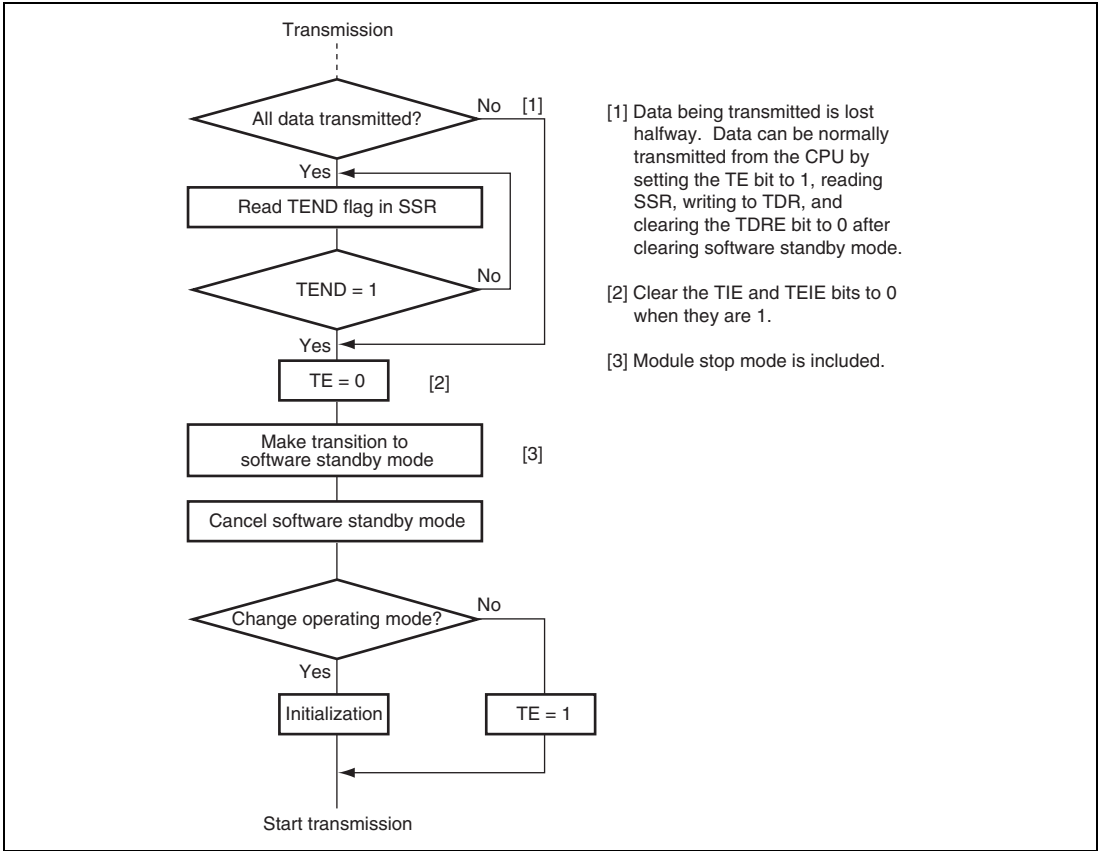 Transmission
All data transmitted?
No
[1]
Yes
Read TEND flag in SSR
TEND = 1
No
Yes
TE = 0
[2]
Make transition to
software standby mode
[3]
Cancel software standby mode
Change operating mode?
No
Yes
Initialization
TE = 1
Start transmission
[1] Data being transmitted is lost
halfway. Data can be normally
transmitted from the CPU by
setting the TE bit to 1, reading
SSR, writing to TDR, and
clearing the TDRE bit to 0 after
clearing software standby mode.
[2] Clear the TIE and TEIE bits to 0
when they are 1.
[3] Module stop mode is included.